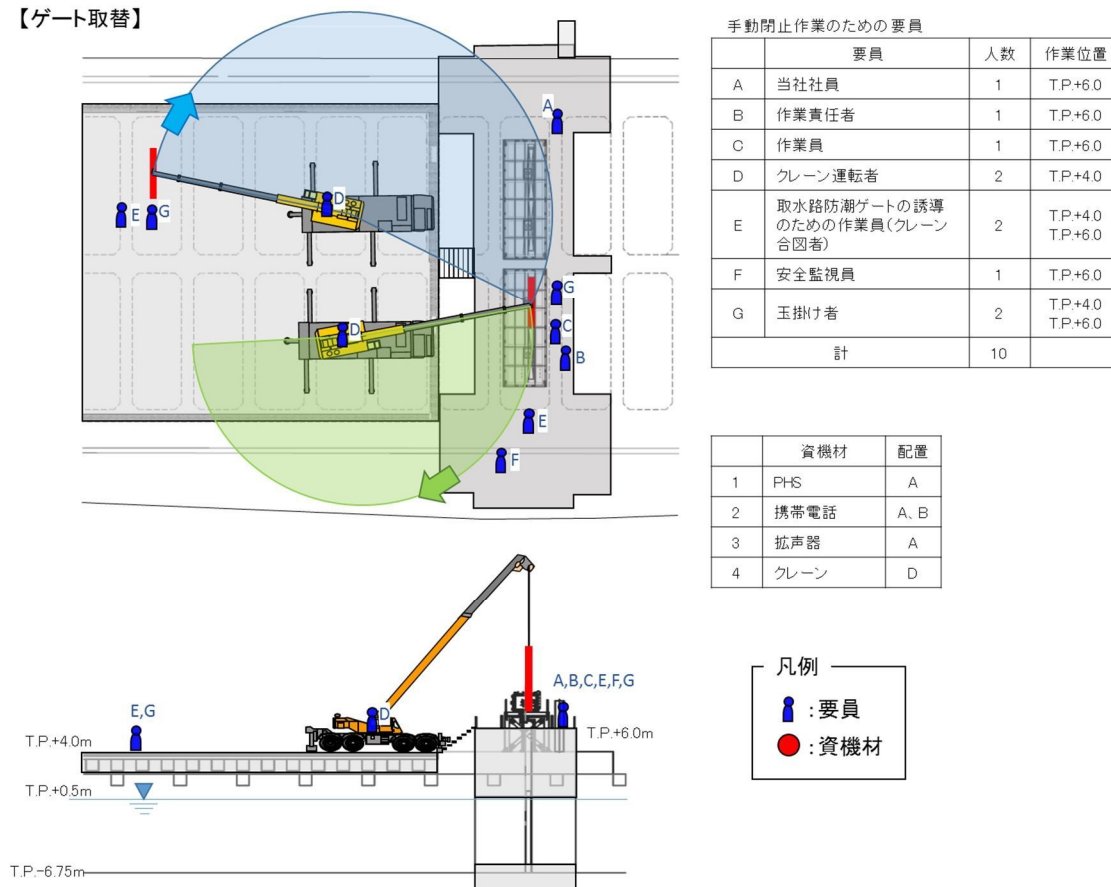 【ゲート取替】
A
D
E
G
G
D
C
B
E
F
手動閉止作業のための要員
要員 人数 作業位置
A 当社社員 1 T.P.+6.0
B 作業責任者 1 T.P.+6.0
C 作業員 1 T.P.+6.0
D クレーン運転者 2 T.P.+4.0
E 取水路防潮ゲートの誘導 2 T.P.+4.0
のための作業員(クレーン T.P.+6.0
合図者)
F 安全監視員 1 T.P.+6.0
G 玉掛け者 2 T.P.+4.0
T.P.+6.0
計 10
資機材 配置
1 PHS A
2 携帯電話 A、B
3 拡声器 A
4 クレーン D
E,G
D
A,B,C,E,F,G
T.P.+4.0m
T.P.+6.0m
T.P.+0.5m
T.P.-6.75m
凡例
:要員
:資機材